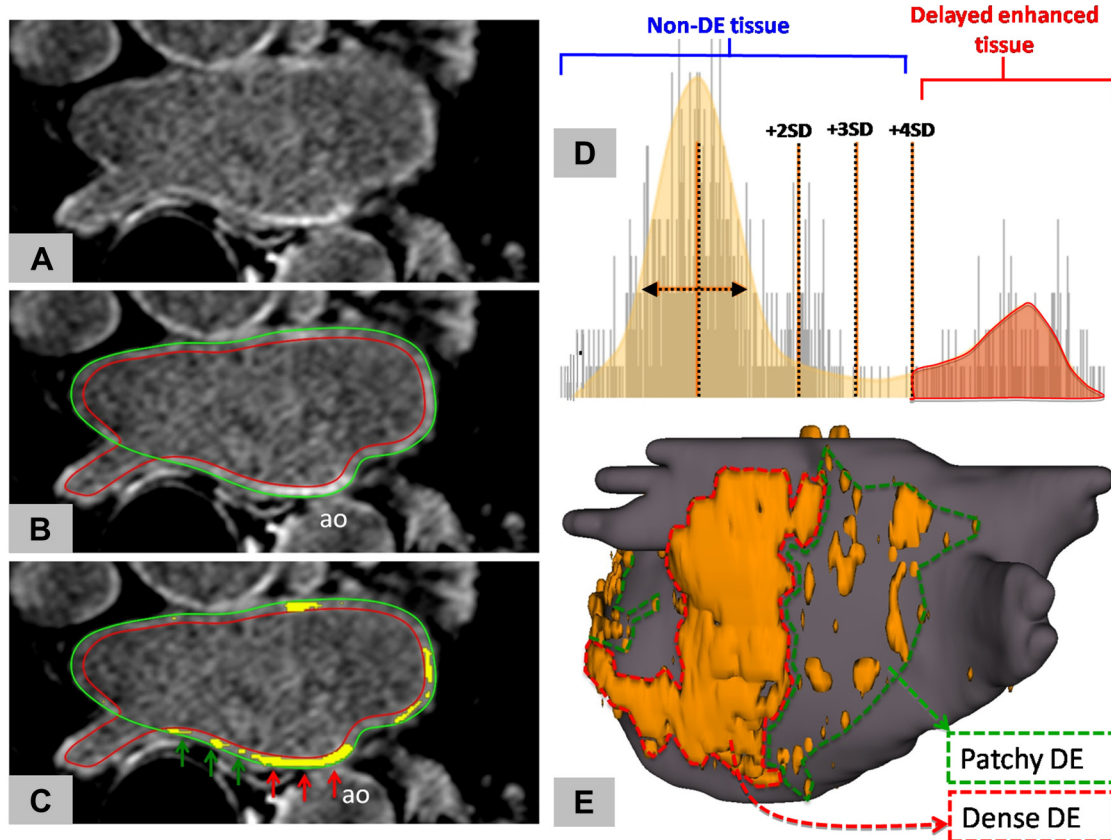 A
B
ao
C
ao
Non-DE tissue
Delayed enhanced
tissue
D
+2SD
+3SD
+4SD
E
Patchy DE
Dense DE